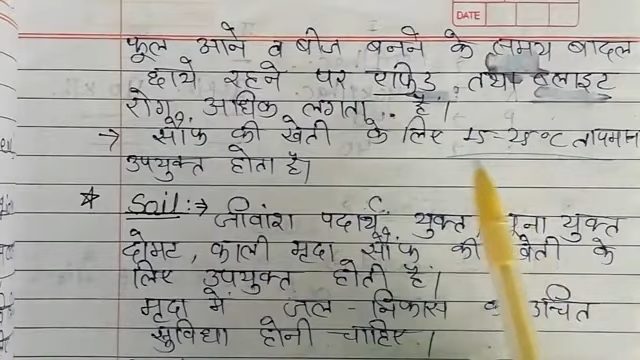 DATE
फूल आने व बीज बनने के समय बादल
छाये रहने पर एफिड तथा ब्लाइट
रोग अधिक लगता है।
→ सौंफ की खेती के लिए 15-25°C तापमान
उपयुक्त होता है।
* Soil:→ जीवांश पदार्थ युक्त, चूना युक्त
दोमट, काली मृदा सौंफ की खेती के
लिए उपयुक्त होती है।
मृदा में जल-निकास की उचित
सुविधा होनी चाहिए।